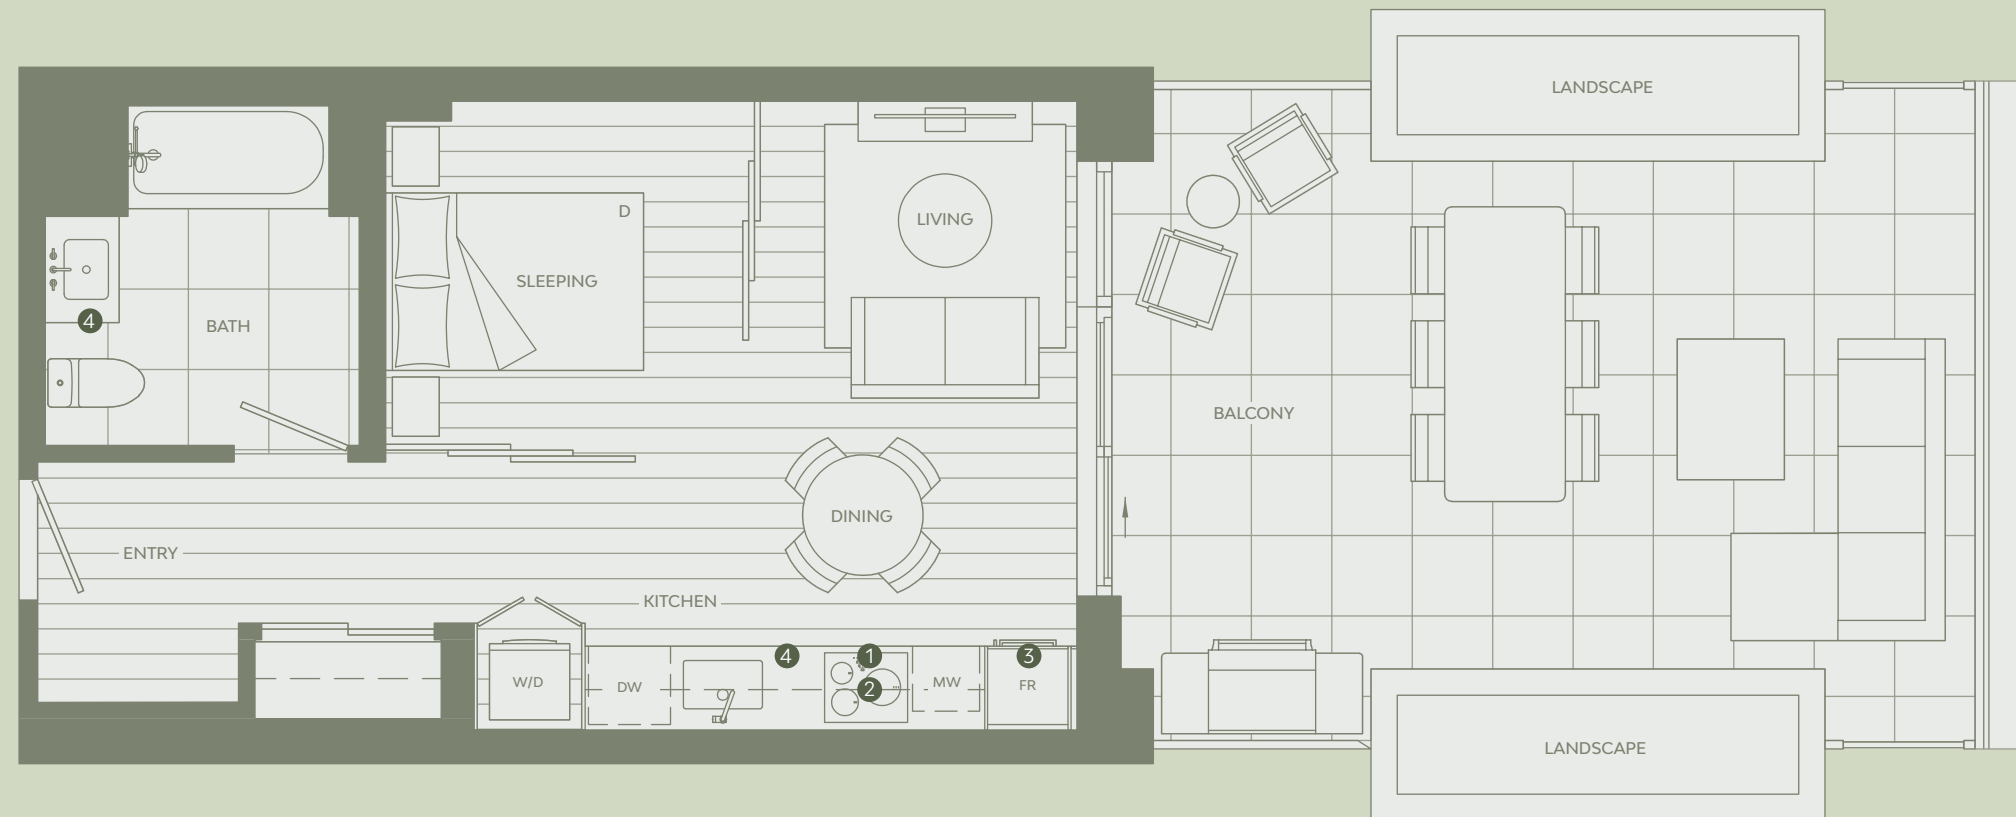 LANDSCAPE
D
LIVING
SLEEPING
4
BATH
BALCONY
DINING
ENTRY
KITCHEN
4
1
3
W/D
DW
2
MW
FR
LANDSCAPE